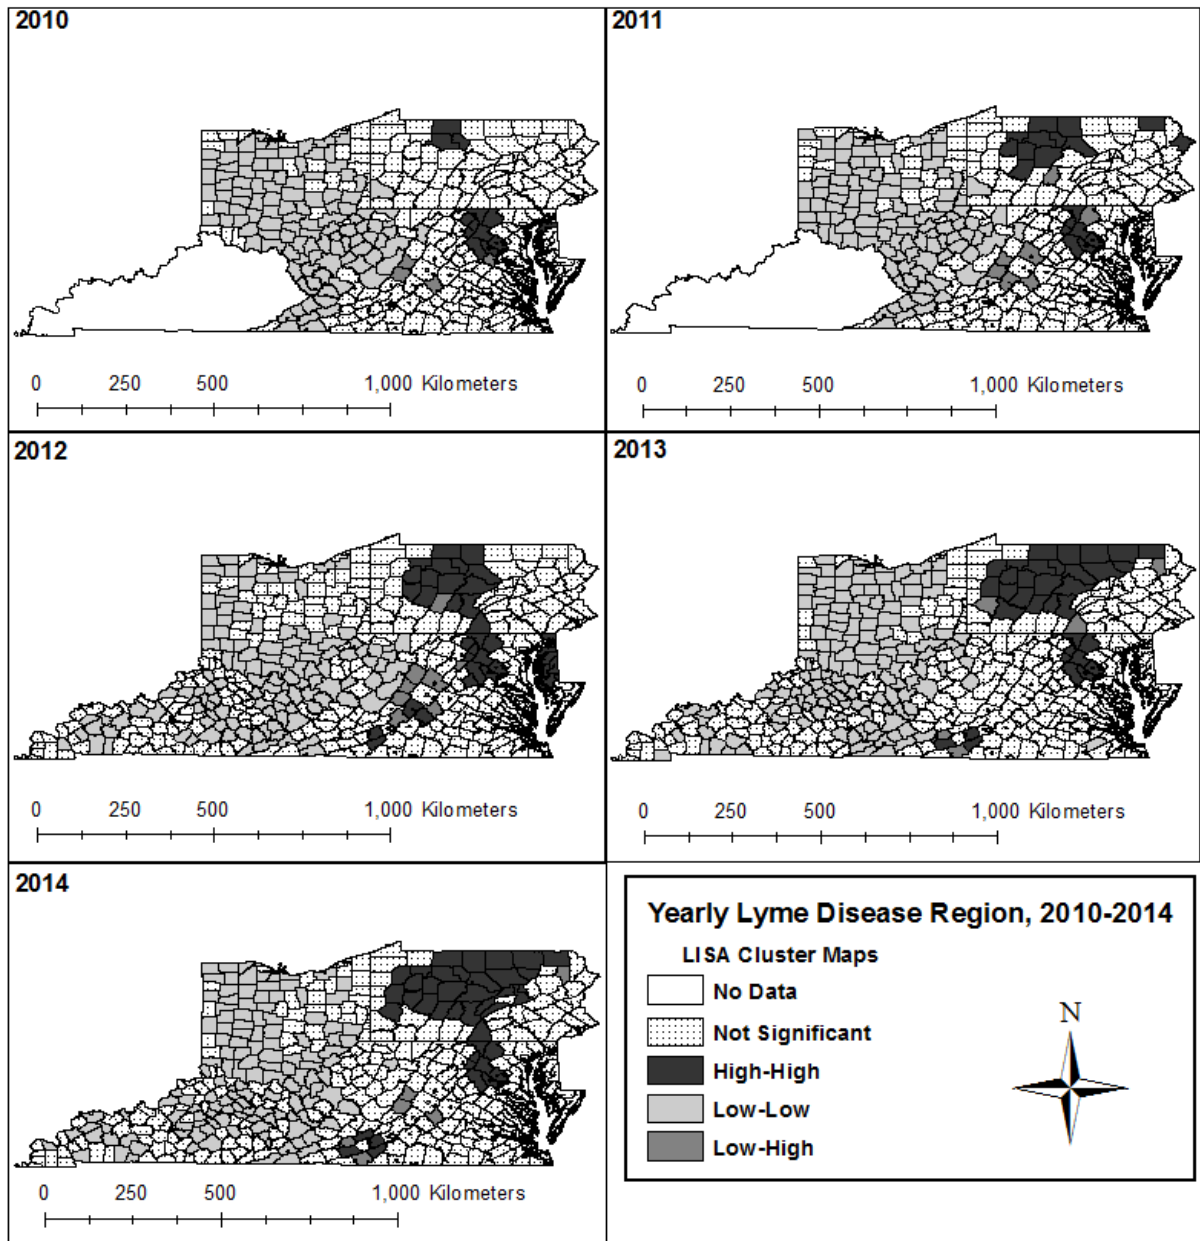 2010
2011
0 250 500 1,000 Kilometers
0 250 500 1,000 Kilometers
2012
2013
0 250 500 1,000 Kilometers
0 250 500 1,000 Kilometers
2014
0 250 500 1,000 Kilometers
Yearly Lyme Disease Region, 2010-2014
LISA Cluster Maps
No Data
Not Significant
High-High
Low-Low
Low-High
N